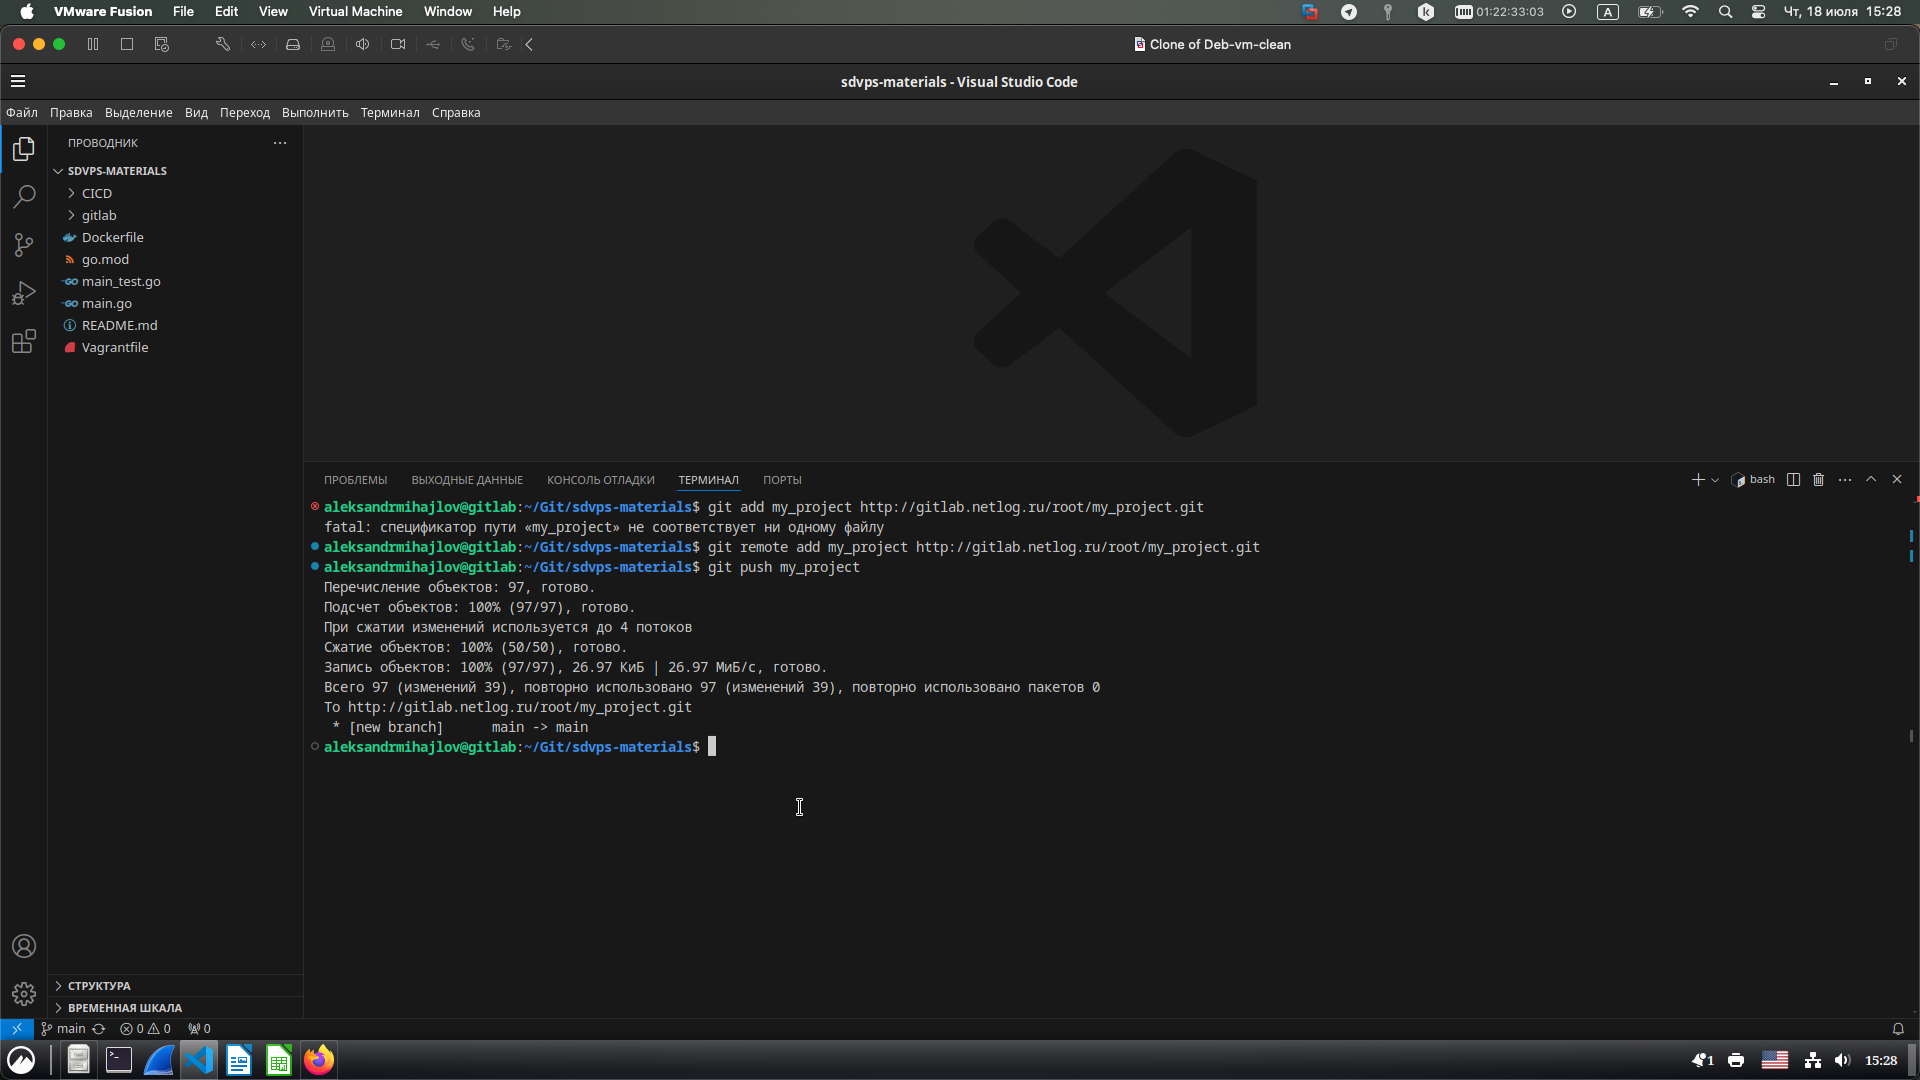 VMware Fusion File Edit View Virtual Machine Window Help 01:22:33:03 A Чт, 18 июля 15:28
Clone of Deb-vm-clean
sdvps-materials - Visual Studio Code
Файл Правка Выделение Вид Переход Выполнить Терминал Справка
ПРОВОДНИК
SDVPS-MATERIALS
CICD
gitlab
Dockerfile
go.mod
GO main_test.go
GO main.go
README.md
Vagrantfile
ПРОБЛЕМЫ ВЫХОДНЫЕ ДАННЫЕ КОНСОЛЬ ОТЛАДКИ ТЕРМИНАЛ ПОРТЫ bash
aleksandrmihajlov@gitlab:~/Git/sdvps-materials$ git add my_project http://gitlab.netlog.ru/root/my_project.git
fatal: спецификатор пути «my_project» не соответствует ни одному файлу
aleksandrmihajlov@gitlab:~/Git/sdvps-materials$ git remote add my_project http://gitlab.netlog.ru/root/my_project.git
aleksandrmihajlov@gitlab:~/Git/sdvps-materials$ git push my_project
Перечисление объектов: 97, готово.
Подсчет объектов: 100% (97/97), готово.
При сжатии изменений используется до 4 потоков
Сжатие объектов: 100% (50/50), готово.
Запись объектов: 100% (97/97), 26.97 КиБ | 26.97 МиБ/с, готово.
Всего 97 (изменений 39), повторно использовано 97 (изменений 39), повторно использовано пакетов 0
To http://gitlab.netlog.ru/root/my_project.git
* [new branch] main -> main
aleksandrmihajlov@gitlab:~/Git/sdvps-materials$
СТРУКТУРА
ВРЕМЕННАЯ ШКАЛА
main 0 0 0
1 15:28